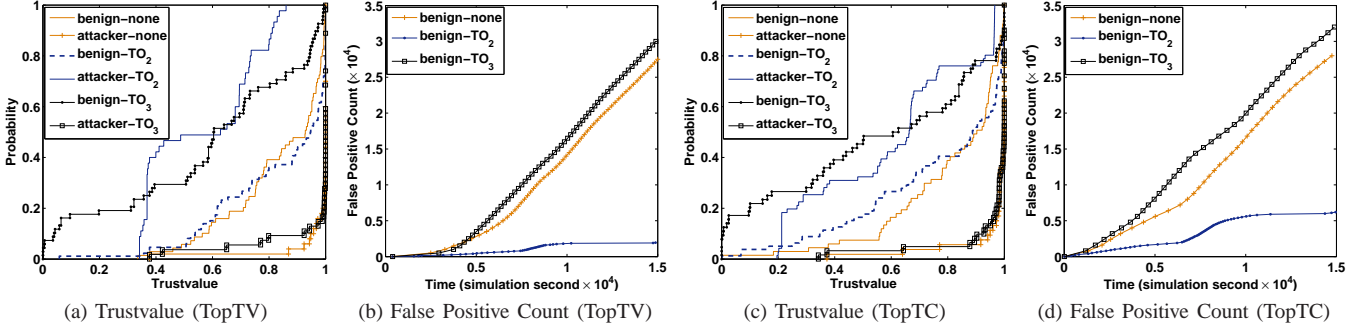 benign−none
attacker−none
benign−TO2
attacker−TO2
benign−TO3
attacker−TO3
Probability
1
0.8
0.6
0.4
0.2
0
0 0.2 0.4 0.6 0.8 1
Trustvalue
(a) Trustvalue (TopTV)
benign−none
benign−TO2
benign−TO3
False Positive Count (× 10^4)
3.5
3
2.5
2
1.5
1
0.5
0
0.5 1 1.5
Time (simulation second × 10^4)
(b) False Positive Count (TopTV)
benign−none
attacker−none
benign−TO2
attacker−TO2
benign−TO3
attacker−TO3
Probability
1
0.8
0.6
0.4
0.2
0
0 0.2 0.4 0.6 0.8 1
Trustvalue
(c) Trustvalue (TopTC)
benign−none
benign−TO2
benign−TO3
False Positive Count (× 10^4)
3.5
3
2.5
2
1.5
1
0.5
0
0 0.5 1 1.5
Time (simulation second × 10^4)
(d) False Positive Count (TopTC)